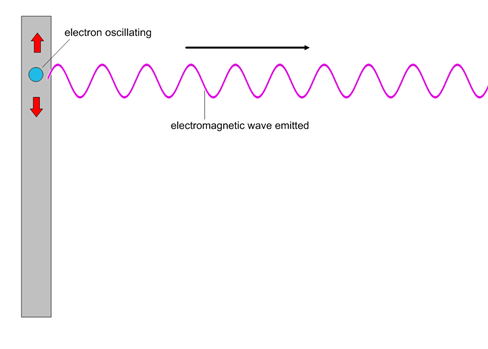 electron oscillating
electromagnetic wave emitted